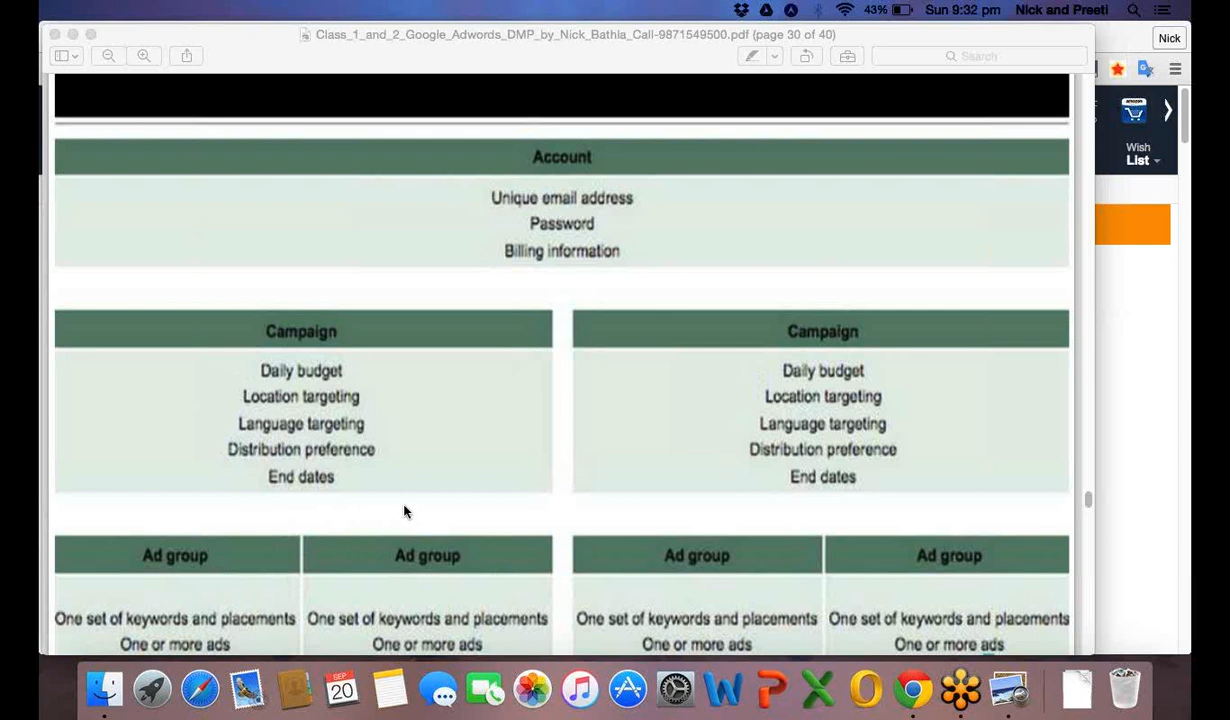 43% Sun 9:32 pm Nick and Preeti
Class_1_and_2_Google_Adwords_DMP_by_Nick_Bathla_Call-9871549500.pdf (page 30 of 40)
Nick
Search
amazon
Wish
List
Account
Unique email address
Password
Billing information
Campaign Campaign
Daily budget Daily budget
Location targeting Location targeting
Language targeting Language targeting
Distribution preference Distribution preference
End dates End dates
Ad group Ad group Ad group Ad group
One set of keywords and placements One set of keywords and placements One set of keywords and placements One set of keywords and placements
One or more ads One or more ads One or more ads One or more ads
SEP
20